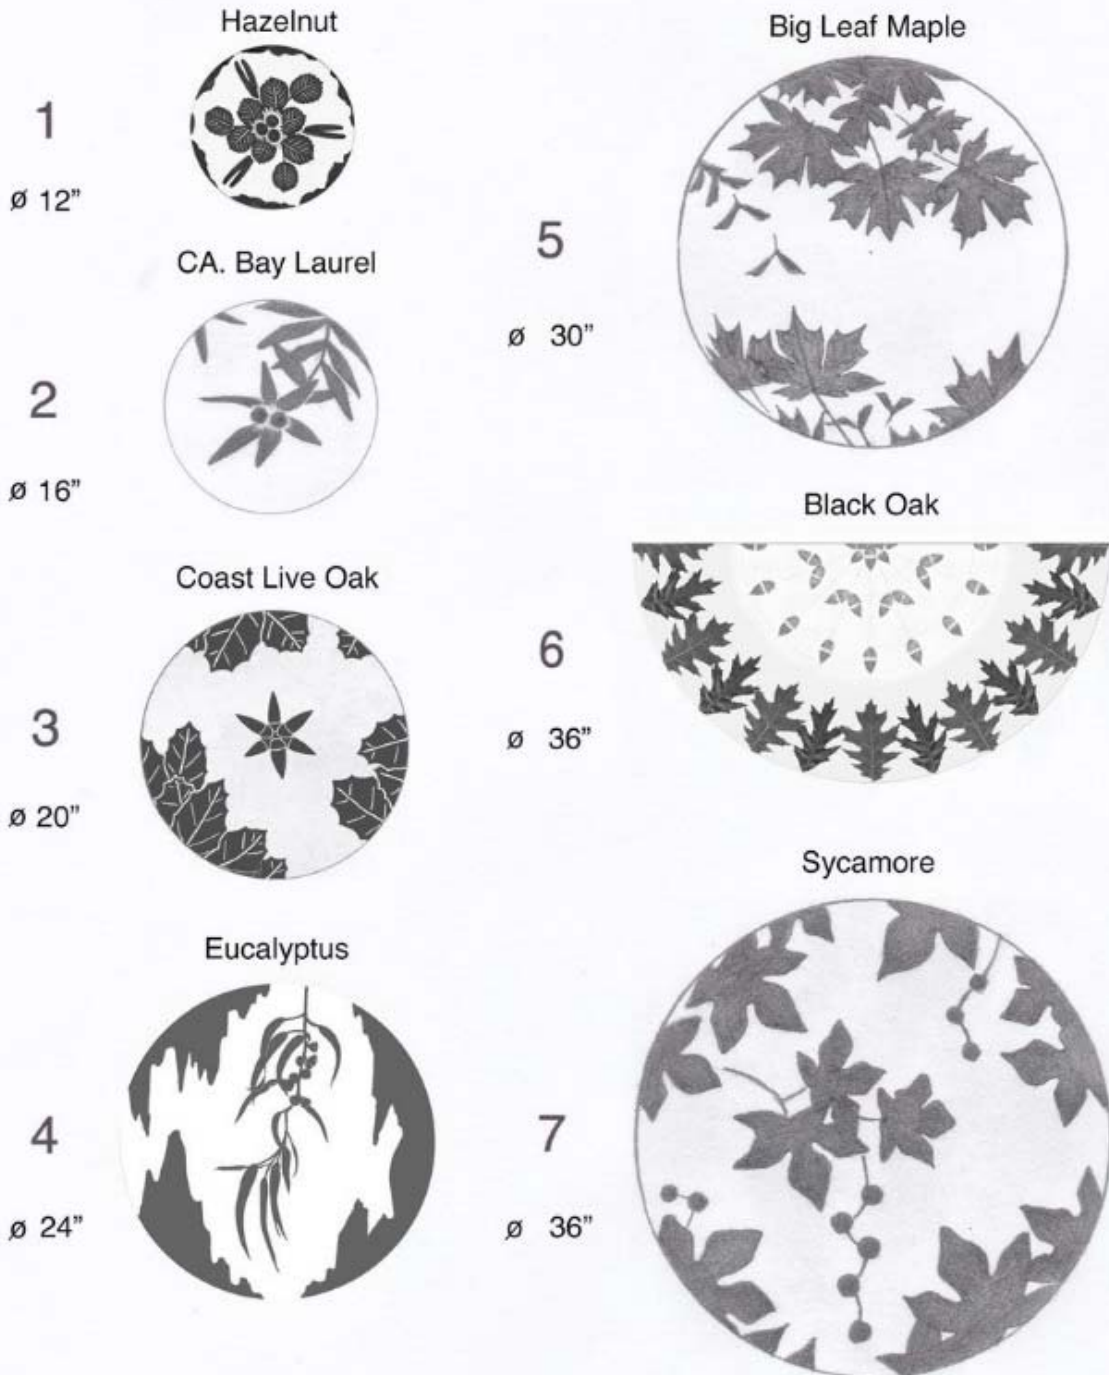 Hazelnut
1
ø 12”
CA. Bay Laurel
2
ø 16”
Coast Live Oak
3
ø 20”
Eucalyptus
4
ø 24”
Big Leaf Maple
5
ø 30”
Black Oak
6
ø 36”
Sycamore
7
ø 36”